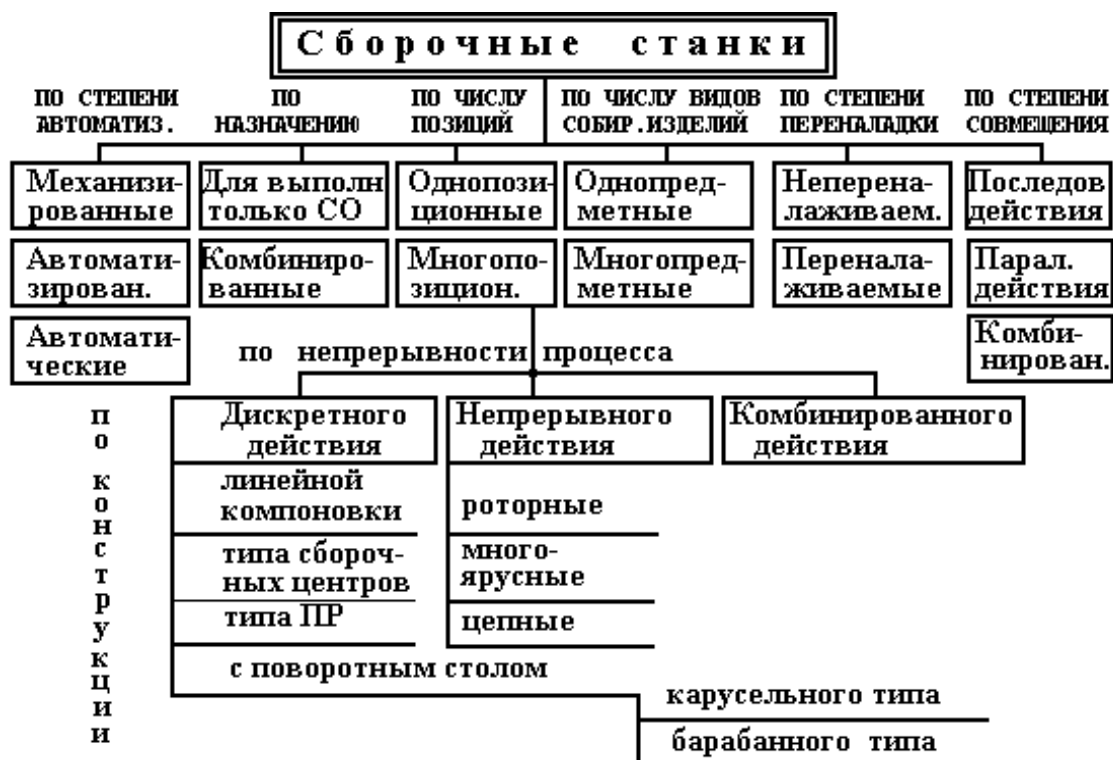 Сборочные станки
ПО СТЕПЕНИ
АВТОМАТИЗ.
ПО
НАЗНАЧЕНИЮ
ПО ЧИСЛУ
ПОЗИЦИЙ
ПО ЧИСЛУ ВИДОВ
СОБИР.ИЗДЕЛИЙ
ПО СТЕПЕНИ
ПЕРЕНАЛАДКИ
ПО СТЕПЕНИ
СОВМЕЩЕНИЯ
Механизи-
рованные
Для выполн
только СО
Однопози-
ционные
Однопред-
метные
Неперена-
лаживаем.
Последов
действия
Автомати-
зирован.
Комбиниро-
ванные
Многопо-
зицион.
Многопред-
метные
Перенала-
живаемые
Парал.
действия
Автомати-
ческие
Комби-
нирован.
по непрерывности процесса
по конструкции
Дискретного
действия
Непрерывного
действия
Комбинированного
действия
линейной
компоновки
роторные
типа сбороч-
ных центров
много-
ярусные
типа ПР
цепные
с поворотным столом
карусельного типа
барабанного типа